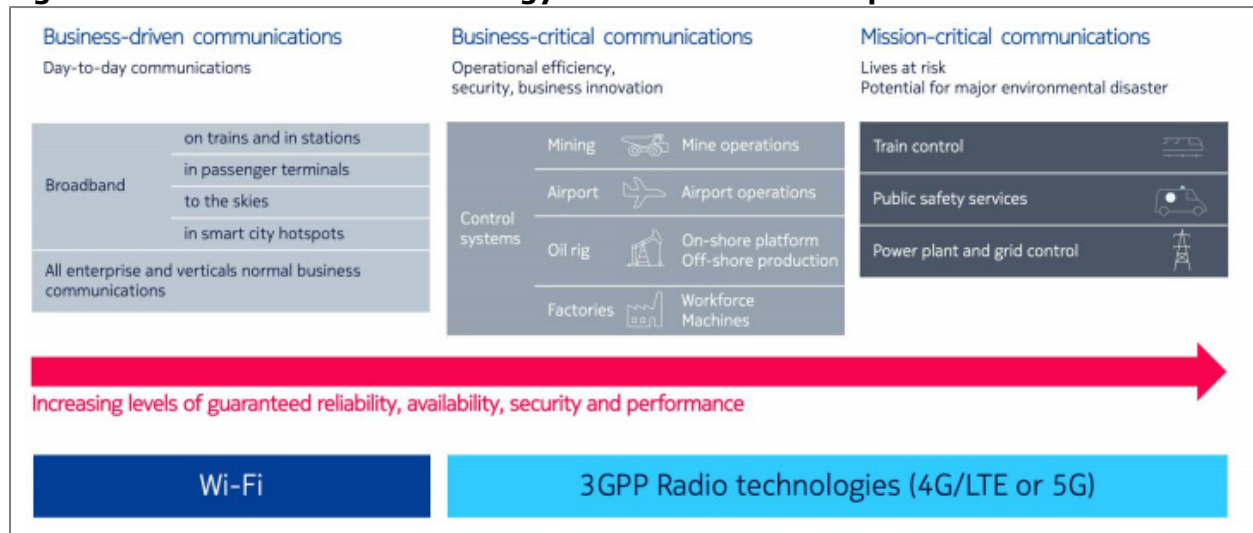 Business-driven communications
Day-to-day communications
Broadband
on trains and in stations
in passenger terminals
to the skies
in smart city hotspots
All enterprise and verticals normal business
communications
Business-critical communications
Operational efficiency,
security, business innovation
Control
systems
Mining
Mine operations
Airport
Airport operations
Oil rig
On-shore platform
Off-shore production
Factories
Workforce
Machines
Mission-critical communications
Lives at risk
Potential for major environmental disaster
Train control
Public safety services
Power plant and grid control
Increasing levels of guaranteed reliability, availability, security and performance
Wi-Fi
3GPP Radio technologies (4G/LTE or 5G)